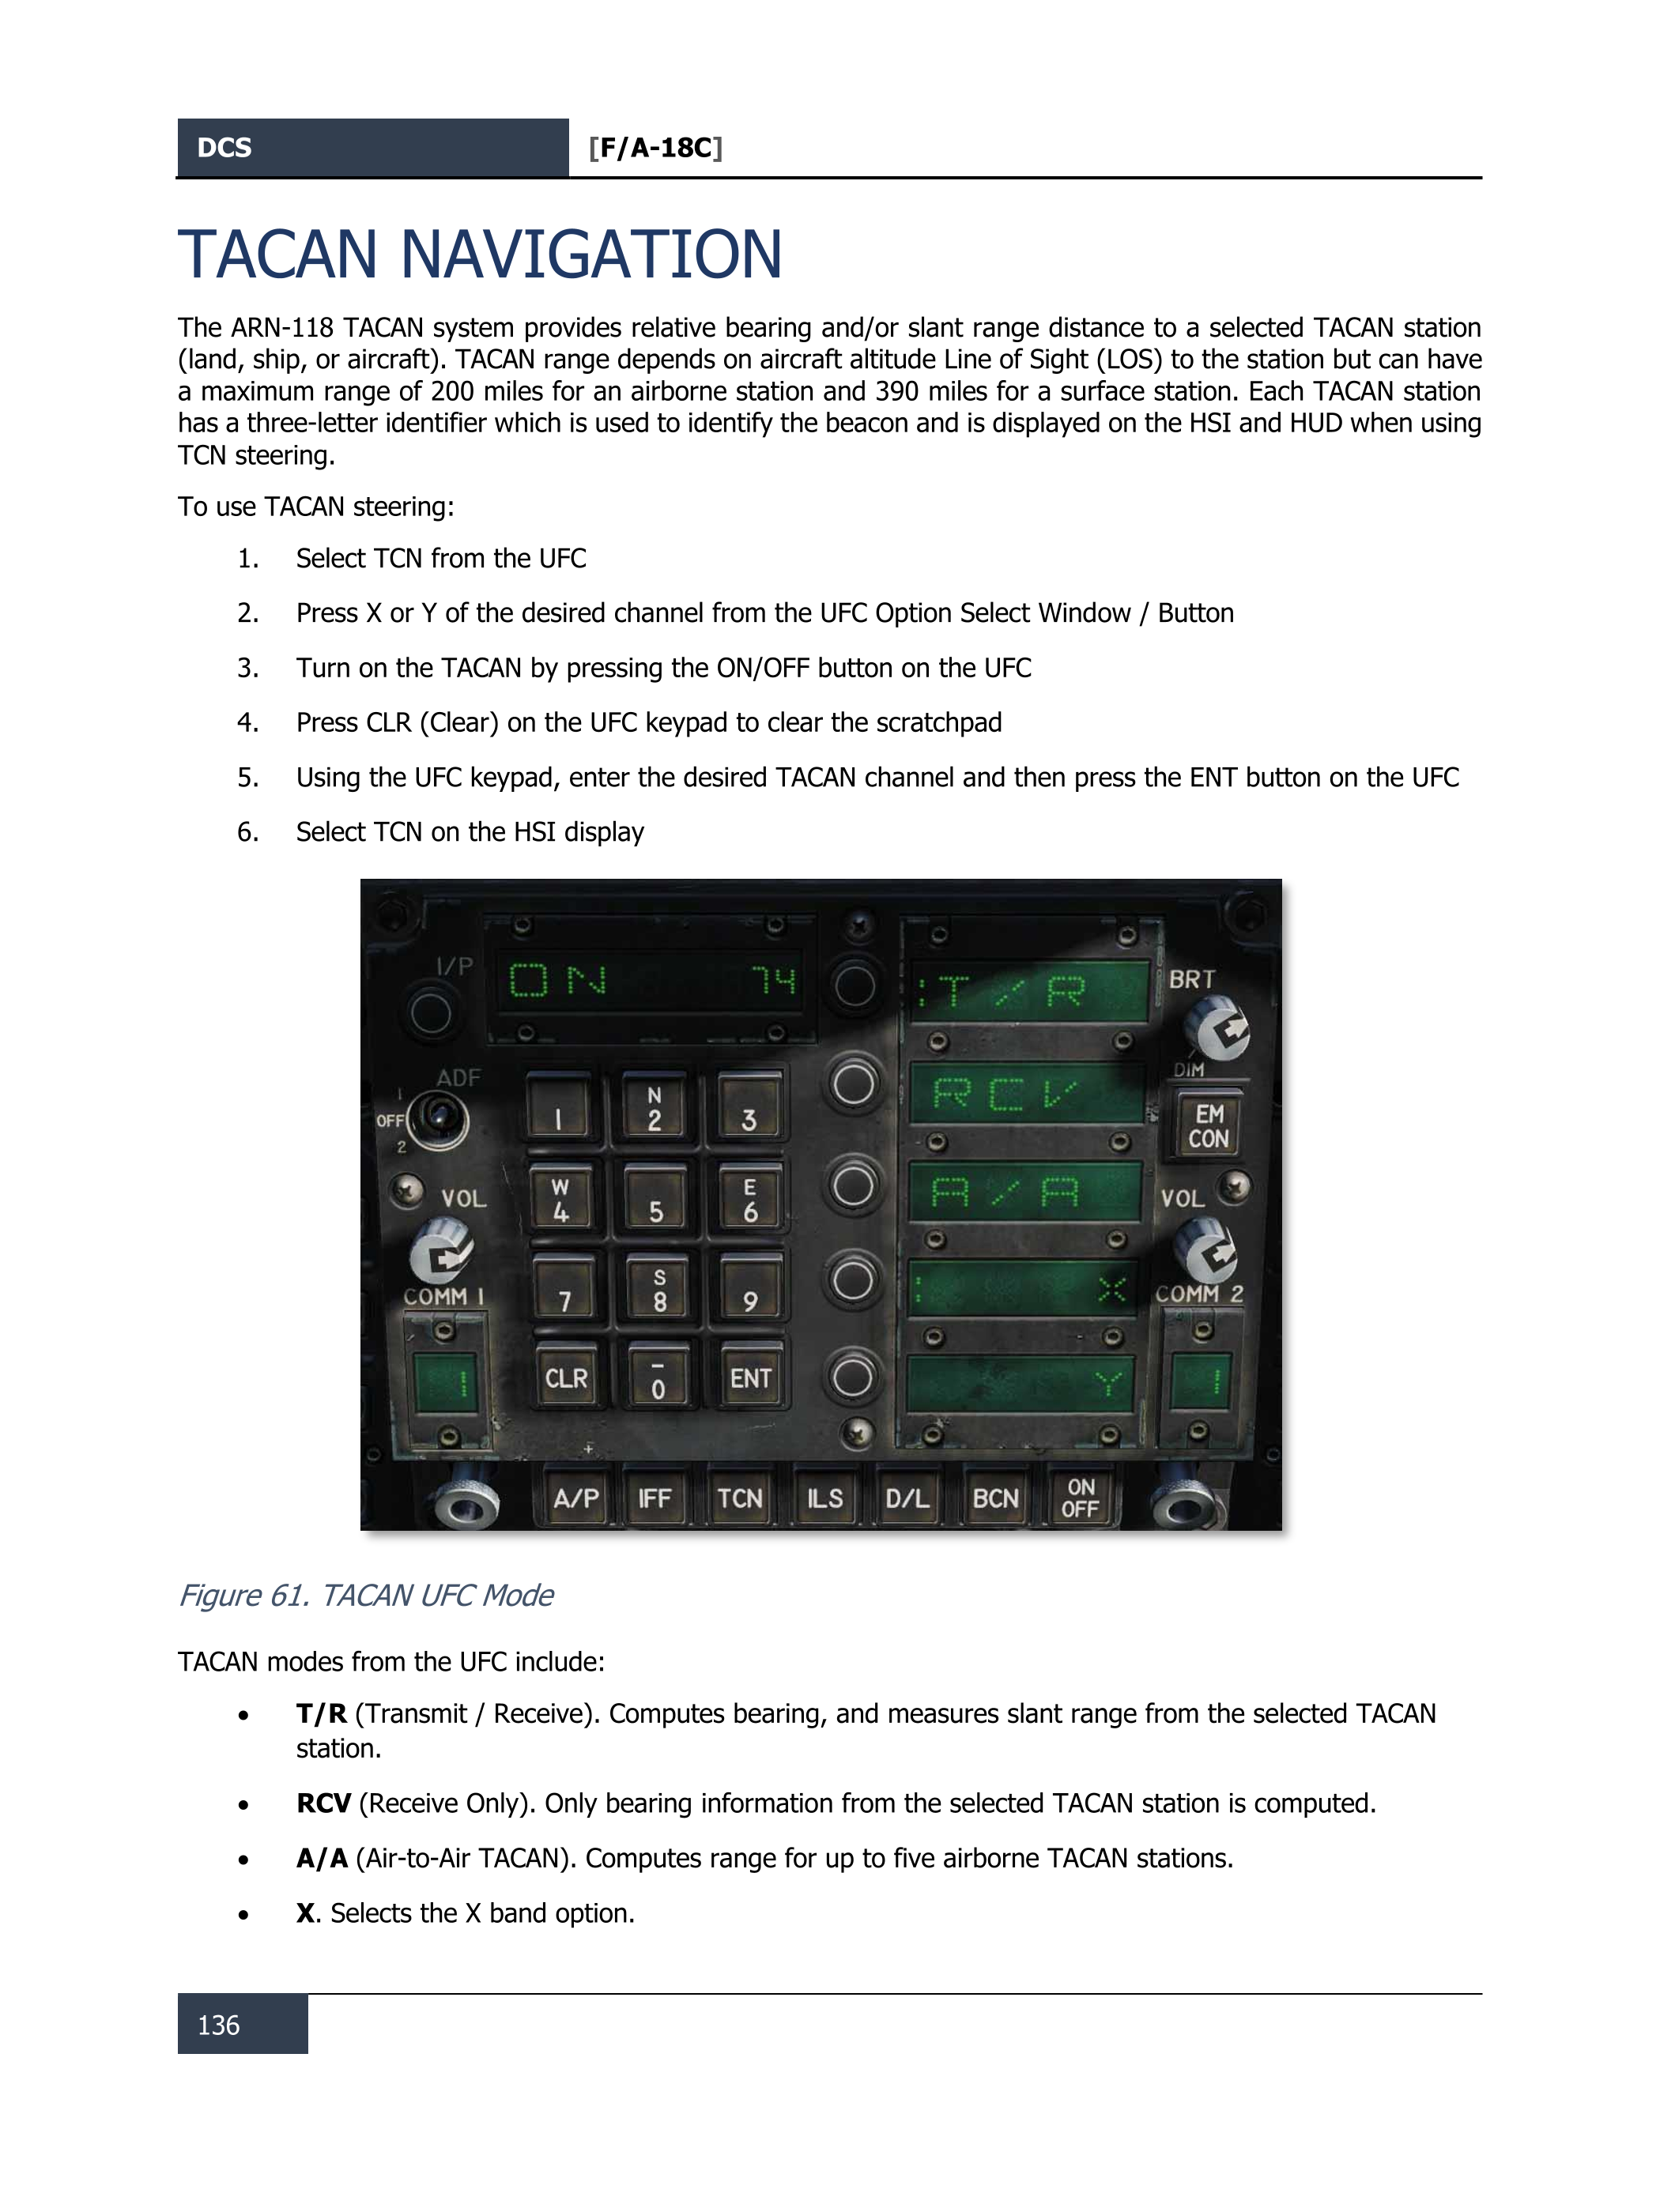 DCS [F/A-18C]
TACAN NAVIGATION
The ARN-118 TACAN system provides relative bearing and/or slant range distance to a selected TACAN station
(land, ship, or aircraft). TACAN range depends on aircraft altitude Line of Sight (LOS) to the station but can have
a maximum range of 200 miles for an airborne station and 390 miles for a surface station. Each TACAN station
has a three-letter identifier which is used to identify the beacon and is displayed on the HSI and HUD when using
TCN steering.
To use TACAN steering:
1. Select TCN from the UFC
2. Press X or Y of the desired channel from the UFC Option Select Window / Button
3. Turn on the TACAN by pressing the ON/OFF button on the UFC
4. Press CLR (Clear) on the UFC keypad to clear the scratchpad
5. Using the UFC keypad, enter the desired TACAN channel and then press the ENT button on the UFC
6. Select TCN on the HSI display
I/P ON 74 :T/R BRT
DIM
ADF 1 N 2 3 RCV EM CON
1
OFF
2
W 4 5 E 6 A/A
VOL VOL
7 S 8 9 : X
COMM 1 COMM 2
1 CLR – 0 ENT Y 1
A/P IFF TCN ILS D/L BCN ON OFF
Figure 61. TACAN UFC Mode
TACAN modes from the UFC include:
• T/R (Transmit / Receive). Computes bearing, and measures slant range from the selected TACAN
station.
• RCV (Receive Only). Only bearing information from the selected TACAN station is computed.
• A/A (Air-to-Air TACAN). Computes range for up to five airborne TACAN stations.
• X. Selects the X band option.
136